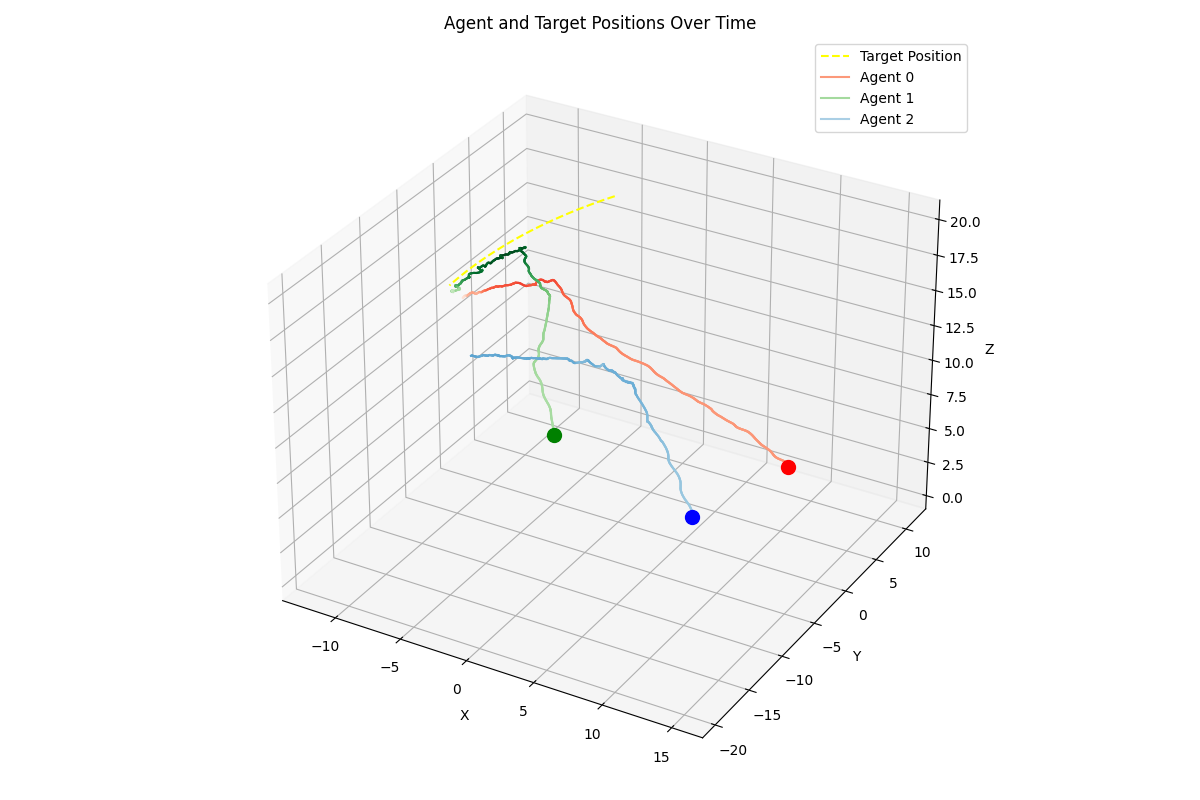 Agent and Target Positions Over Time
Target Position
Agent 0
Agent 1
Agent 2
20.0
17.5
15.0
12.5
10.0
7.5
5.0
2.5
0.0
Z
10
5
0
−5
−10
−15
−20
Y
−10
−5
0
5
10
15
X